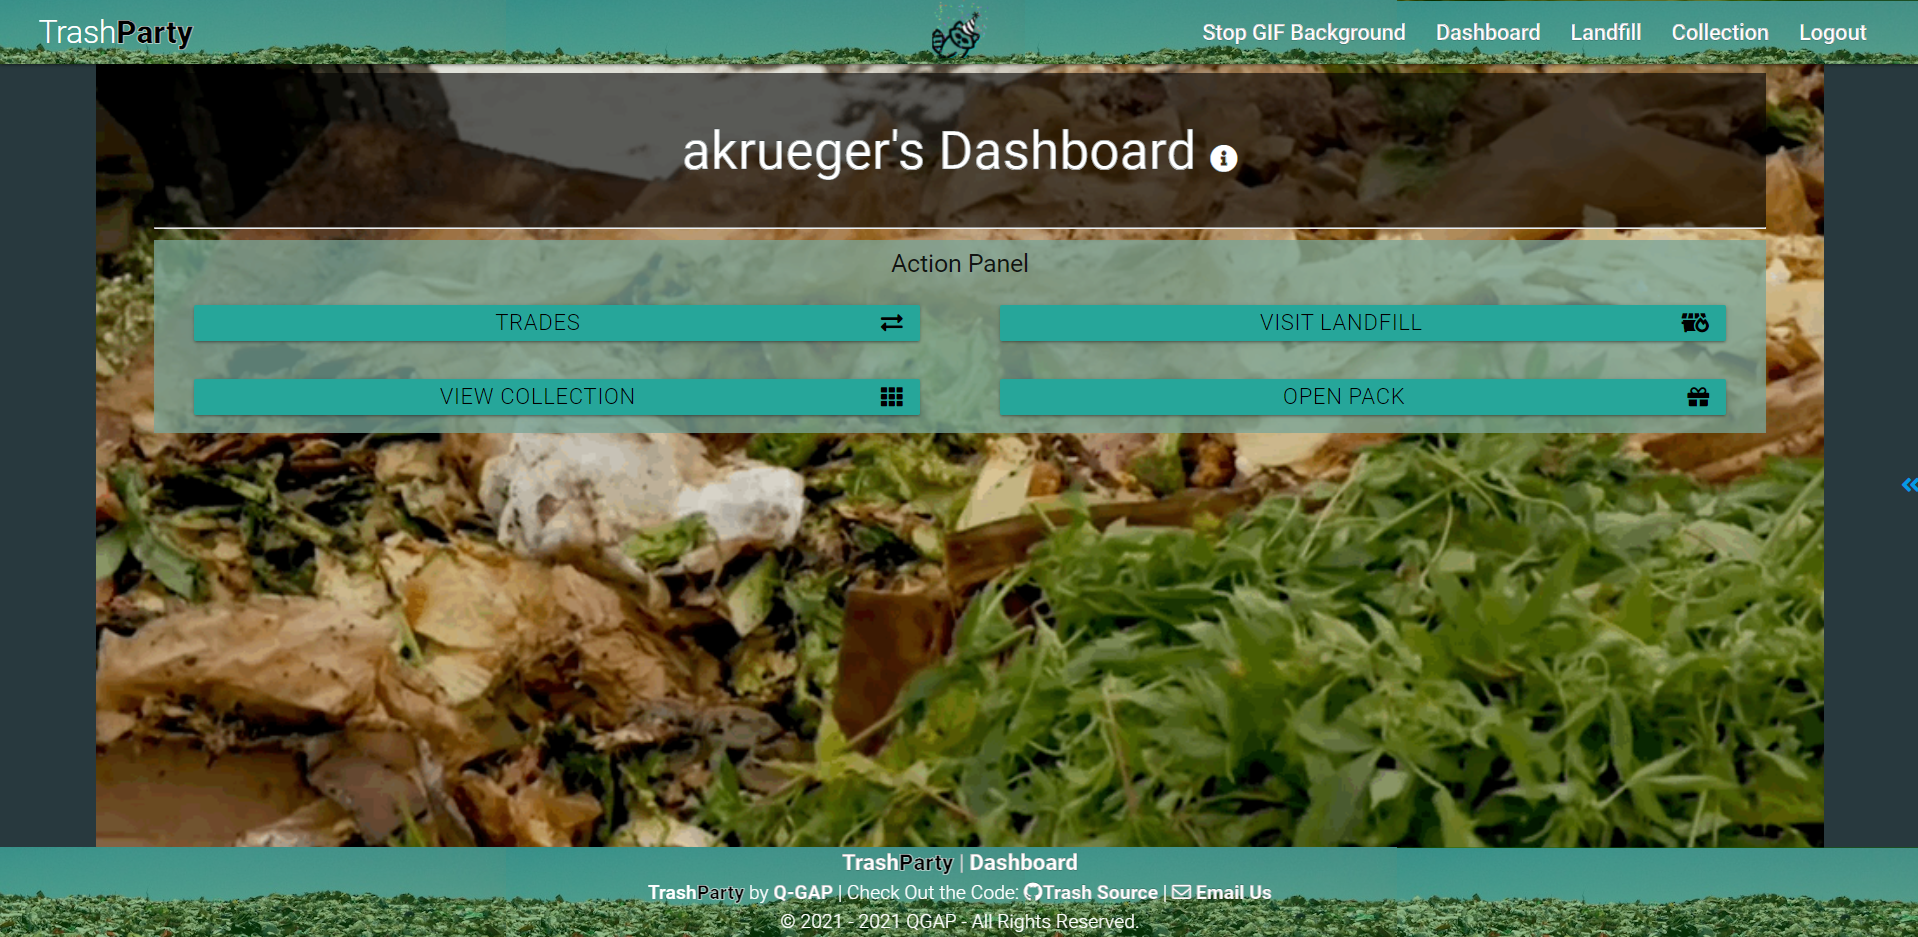 TrashParty
Stop GIF Background Dashboard Landfill Collection Logout
akrueger's Dashboard
Action Panel
TRADES
VISIT LANDFILL
VIEW COLLECTION
OPEN PACK
TrashParty | Dashboard
TrashParty by Q-GAP | Check Out the Code: Trash Source | Email Us
© 2021 - 2021 QGAP - All Rights Reserved.